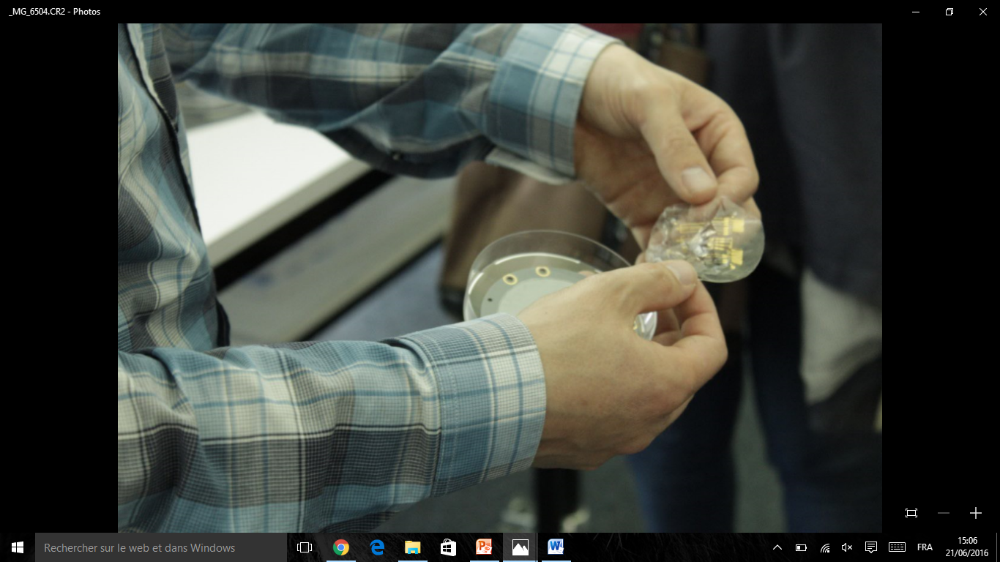 _MG_6504.CR2 - Photos
Rechercher sur le web et dans Windows
FRA
15:06
21/06/2016